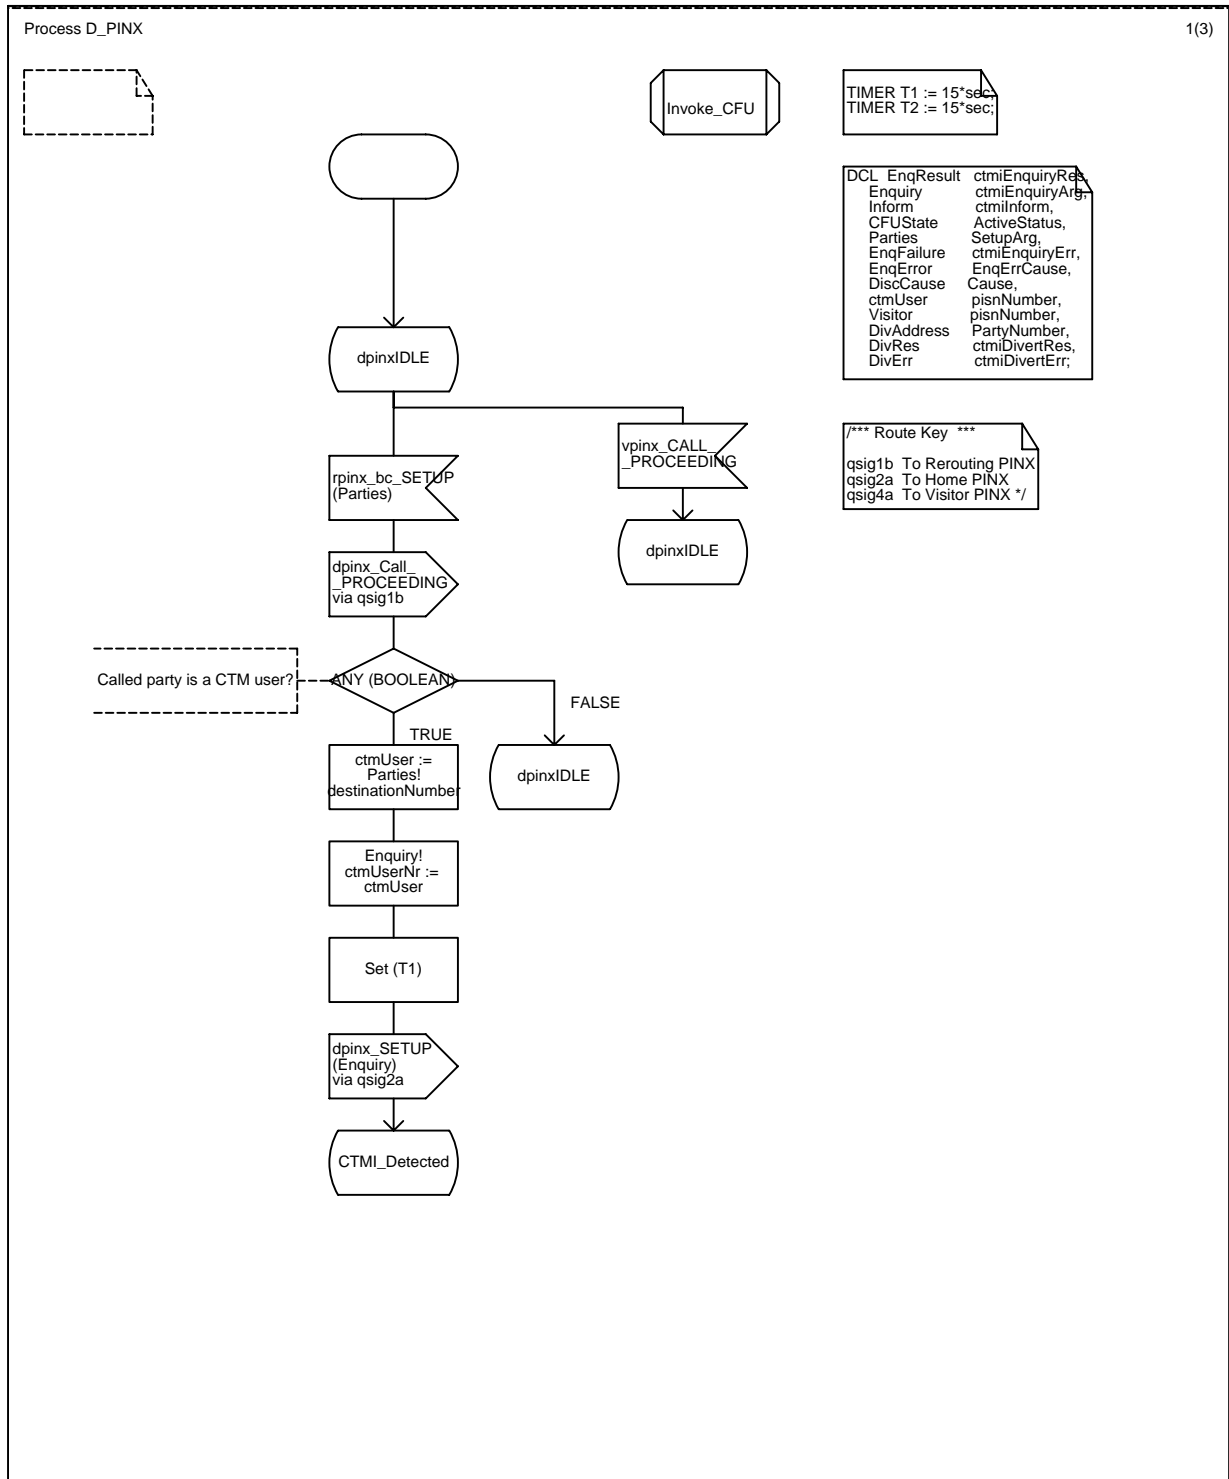 Process D_PINX
1(3)
Invoke_CFU
TIMER T1 := 15*sec;
TIMER T2 := 15*sec;
DCL EnqResult ctmiEnquiryRes,
Enquiry ctmiEnquiryArg,
Inform ctmiInform,
CFUState ActiveStatus,
Parties SetupArg,
EnqFailure ctmiEnquiryErr,
EnqError EnqErrCause,
DiscCause Cause,
ctmUser pisnNumber,
Visitor pisnNumber,
DivAddress PartyNumber,
DivRes ctmiDivertRes,
DivErr ctmiDivertErr;
dpinxIDLE
vpinx_CALL_
_PROCEEDING
/*** Route Key ***
qsig1b To Rerouting PINX
qsig2a To Home PINX
qsig4a To Visitor PINX */
rpinx_bc_SETUP
(Parties)
dpinxIDLE
dpinx_Call_
_PROCEEDING
via qsig1b
Called party is a CTM user?
ANY (BOOLEAN)
FALSE
TRUE
ctmUser :=
Parties!
destinationNumber
dpinxIDLE
Enquiry!
ctmUserNr :=
ctmUser
Set (T1)
dpinx_SETUP
(Enquiry)
via qsig2a
CTMI_Detected